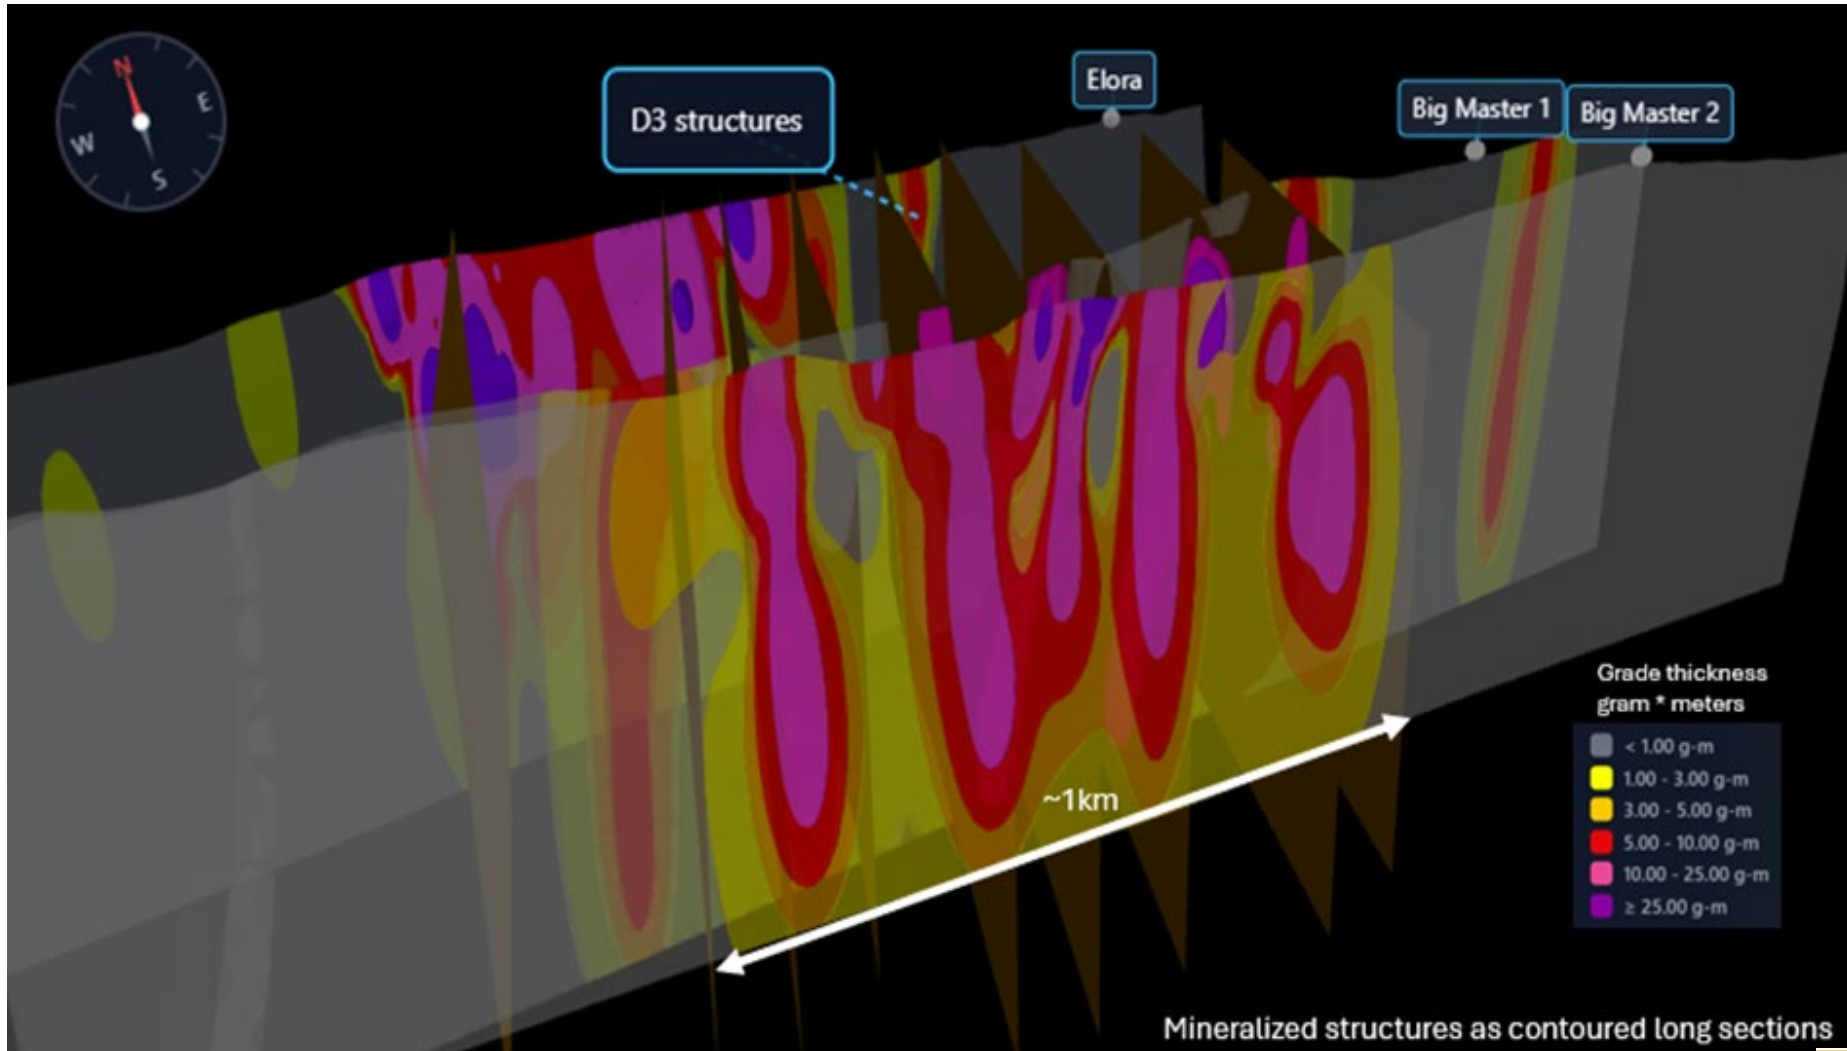 N
E
W
S
D3 structures
Elora
Big Master 1
Big Master 2
~1km
Grade thickness
gram * meters
< 1.00 g-m
1.00 - 3.00 g-m
3.00 - 5.00 g-m
5.00 - 10.00 g-m
10.00 - 25.00 g-m
≥ 25.00 g-m
Mineralized structures as contoured long sections